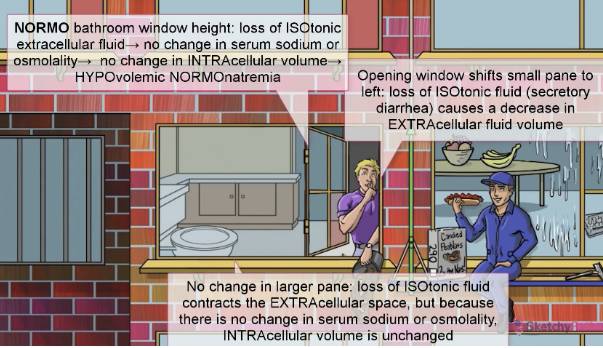 NORMO bathroom window height: loss of ISOtonic
extracellular fluid→ no change in serum sodium or
osmolality→ no change in INTRAcellular volume→
HYPOvolemic NORMOnatremia
Opening window shifts small pane to
left: loss of ISOtonic fluid (secretory
diarrhea) causes a decrease in
EXTRAcellular fluid volume
Candied
290
No change in larger pane: loss of ISOtonic fluid
contracts the EXTRAcellular space, but because
there is no change in serum sodium or osmolality,
INTRAcellular volume is unchanged
Sketchy